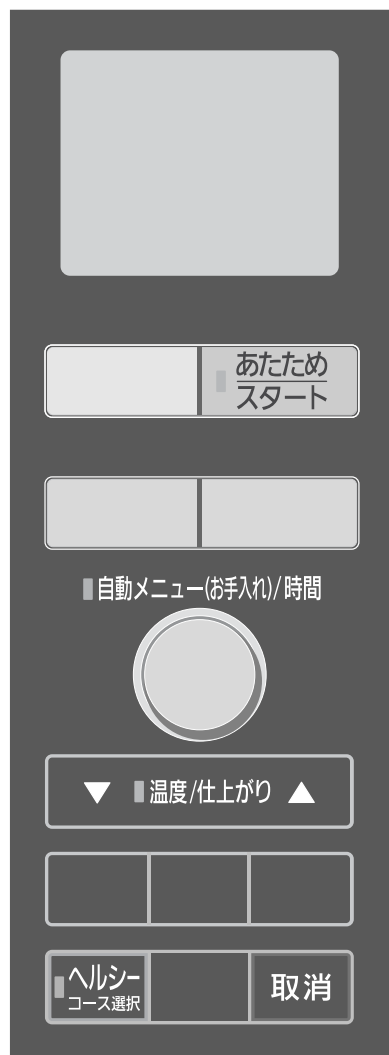 あたため
スタート
自動メニュー(お手入れ)/時間
▼ 温度/仕上がり ▲
ヘルシー
コース選択
取消